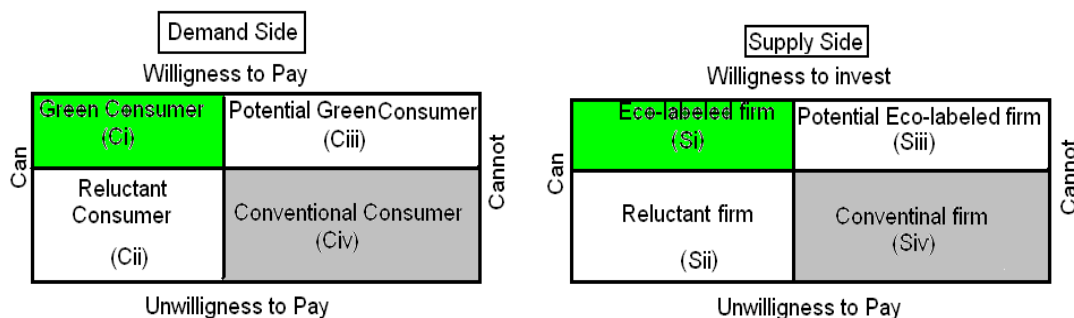 Demand Side
Willigness to Pay
Green Consumer
(Ci)
Potential Green Consumer
(Ciii)
Can
Cannot
Reluctant
Consumer
(Cii)
Conventional Consumer
(Civ)
Unwilligness to Pay
Supply Side
Willigness to invest
Eco-labeled firm
(Si)
Potential Eco-labeled firm
(Siii)
Can
Cannot
Reluctant firm
(Sii)
Conventinal firm
(Siv)
Unwilligness to Pay